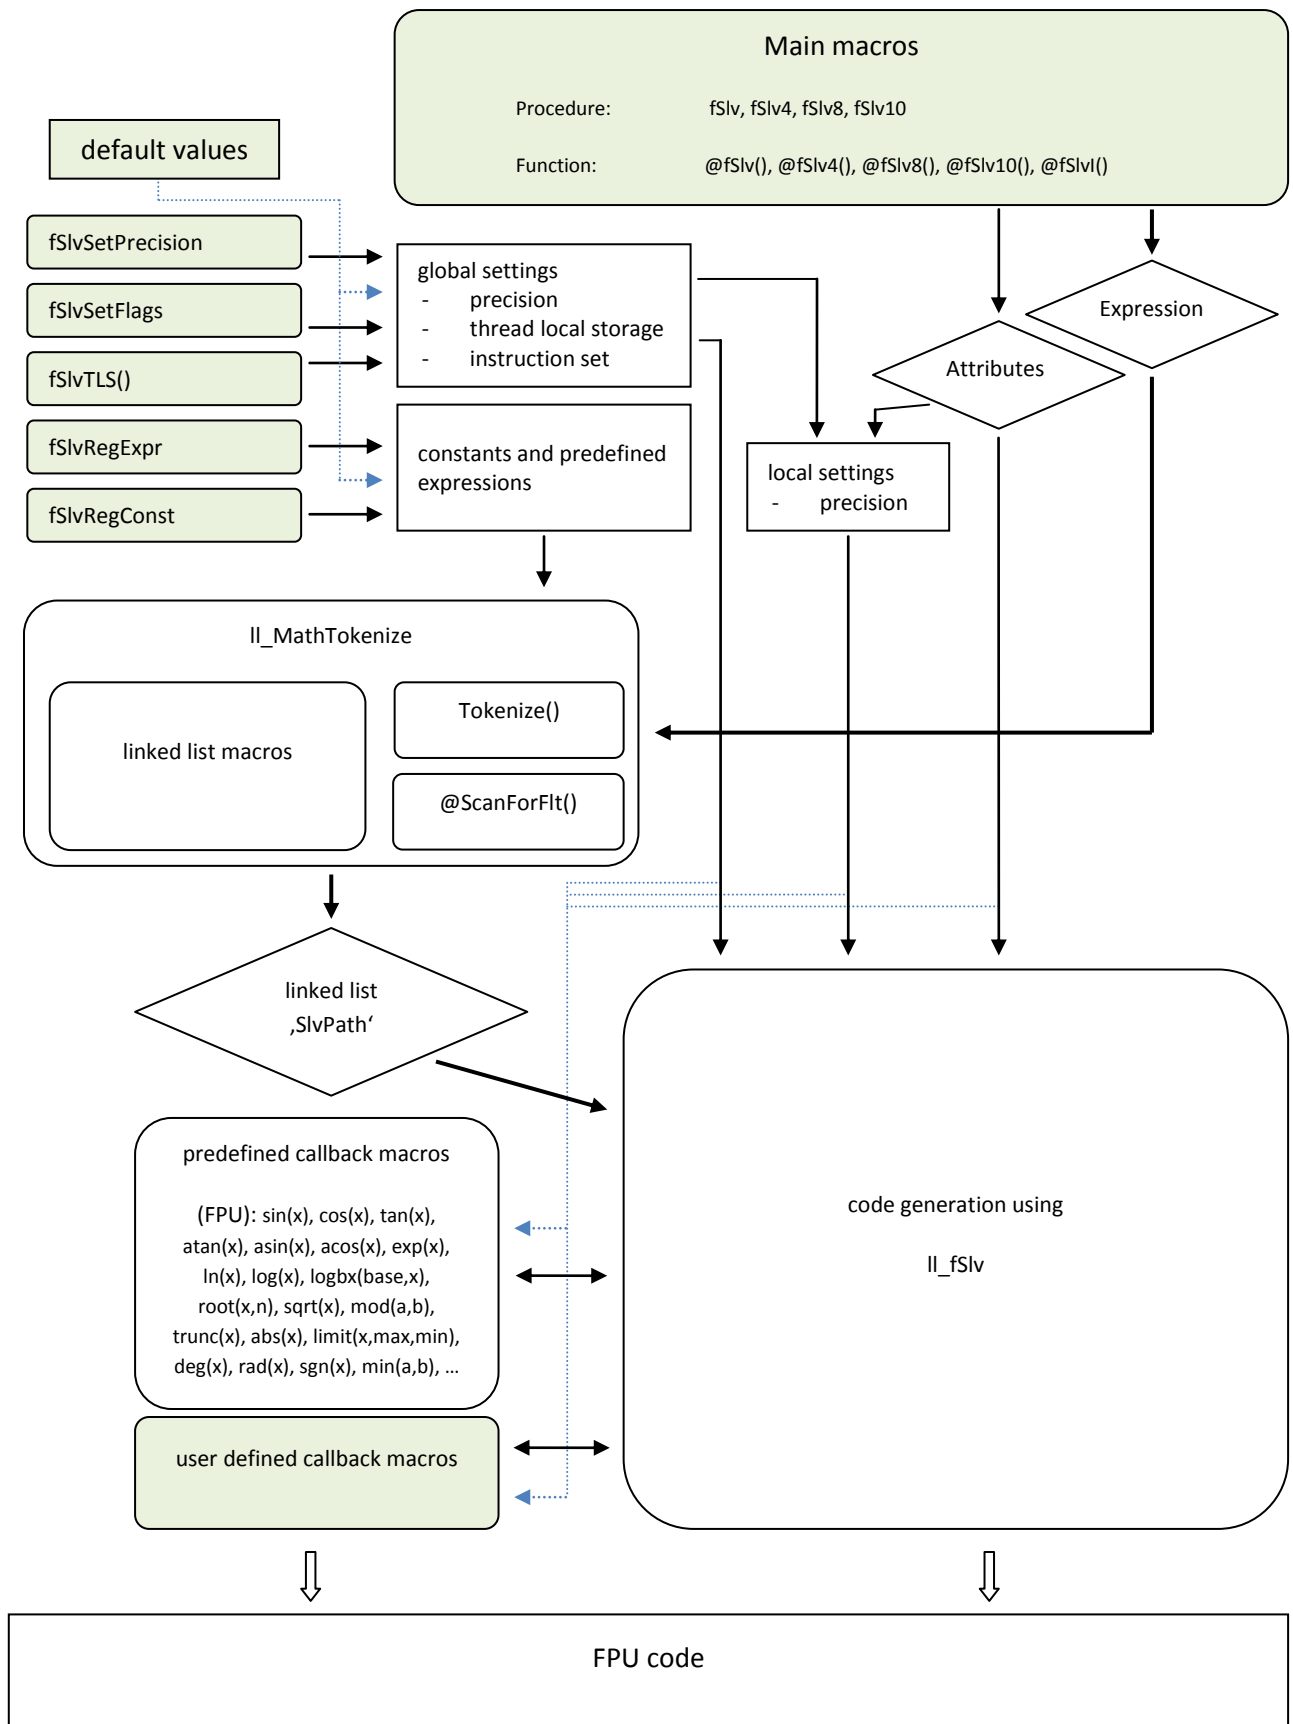 Main macros
Procedure: fSlv, fSlv4, fSlv8, fSlv10
Function: @fSlv(), @fSlv4(), @fSlv8(), @fSlv10(), @fSlvI()
default values
fSlvSetPrecision
fSlvSetFlags
fSlvTLS()
fSlvRegExpr
fSlvRegConst
global settings
- precision
- thread local storage
- instruction set
constants and predefined
expressions
Expression
Attributes
local settings
- precision
ll_MathTokenize
linked list macros
Tokenize()
@ScanForFlt()
linked list
‚SlvPath‘
predefined callback macros
(FPU): sin(x), cos(x), tan(x),
atan(x), asin(x), acos(x), exp(x),
ln(x), log(x), logbx(base,x),
root(x,n), sqrt(x), mod(a,b),
trunc(x), abs(x), limit(x,max,min),
deg(x), rad(x), sgn(x), min(a,b), ...
user defined callback macros
code generation using
ll_fSlv
FPU code